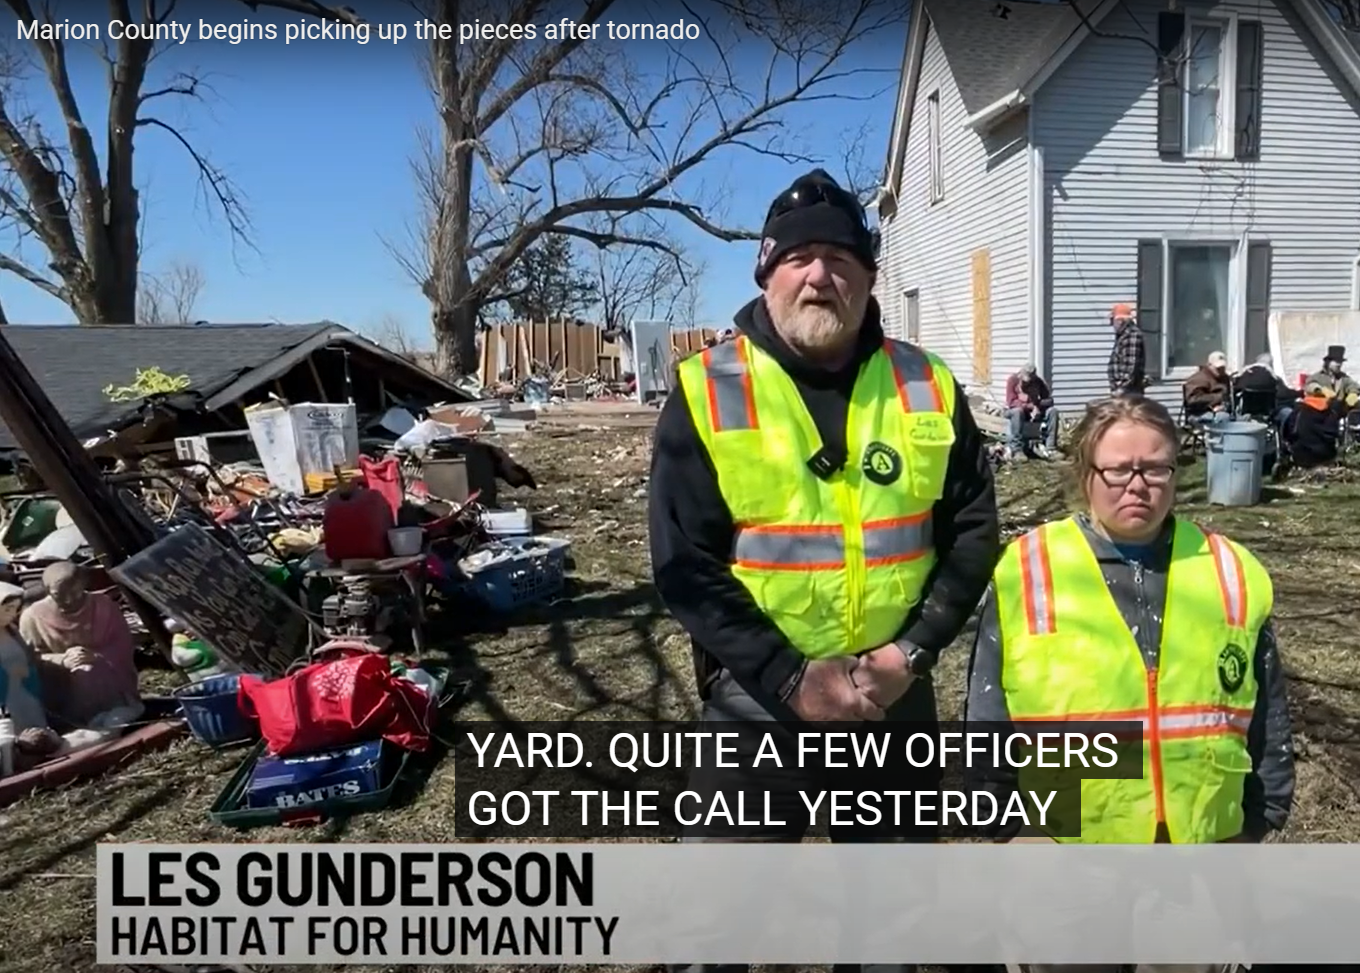 Marion County begins picking up the pieces after tornado
A
BATES
YARD. QUITE A FEW OFFICERS
GOT THE CALL YESTERDAY
LES GUNDERSON
HABITAT FOR HUMANITY